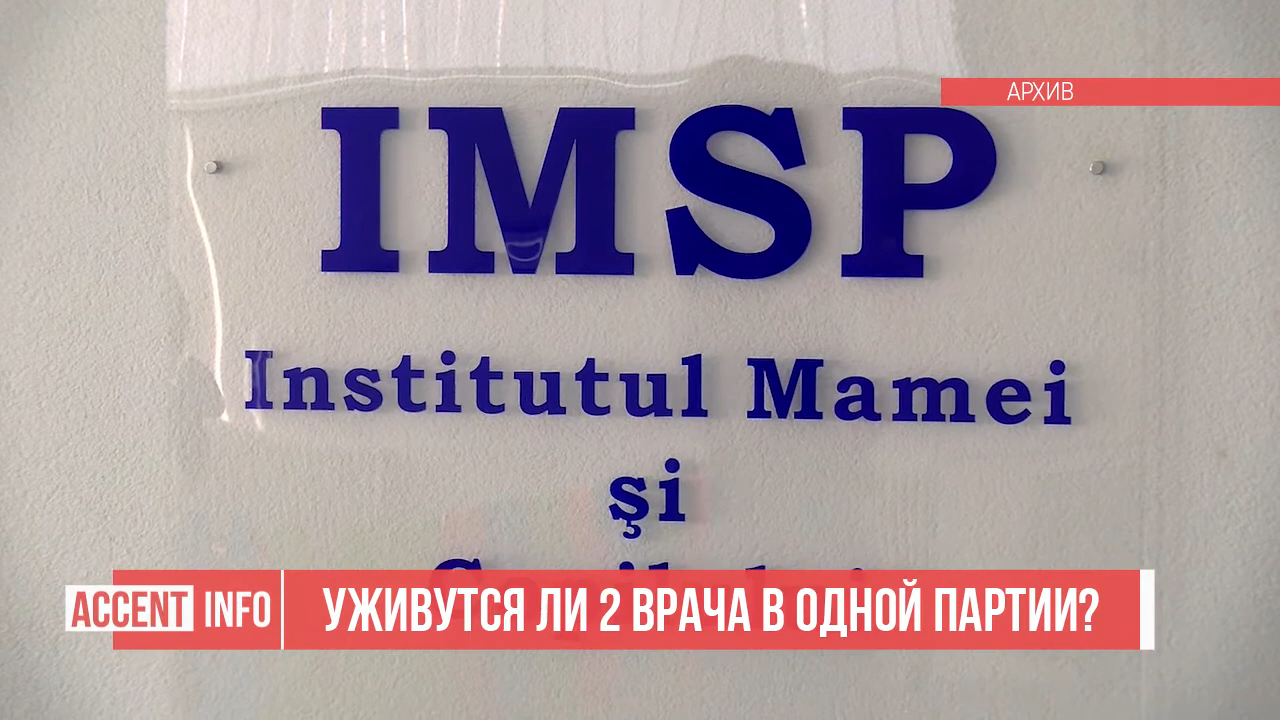 АРХИВ
IMSP
Institutul Mamei
şi
ACCENT INFO
УЖИВУТСЯ ЛИ 2 ВРАЧА В ОДНОЙ ПАРТИИ?